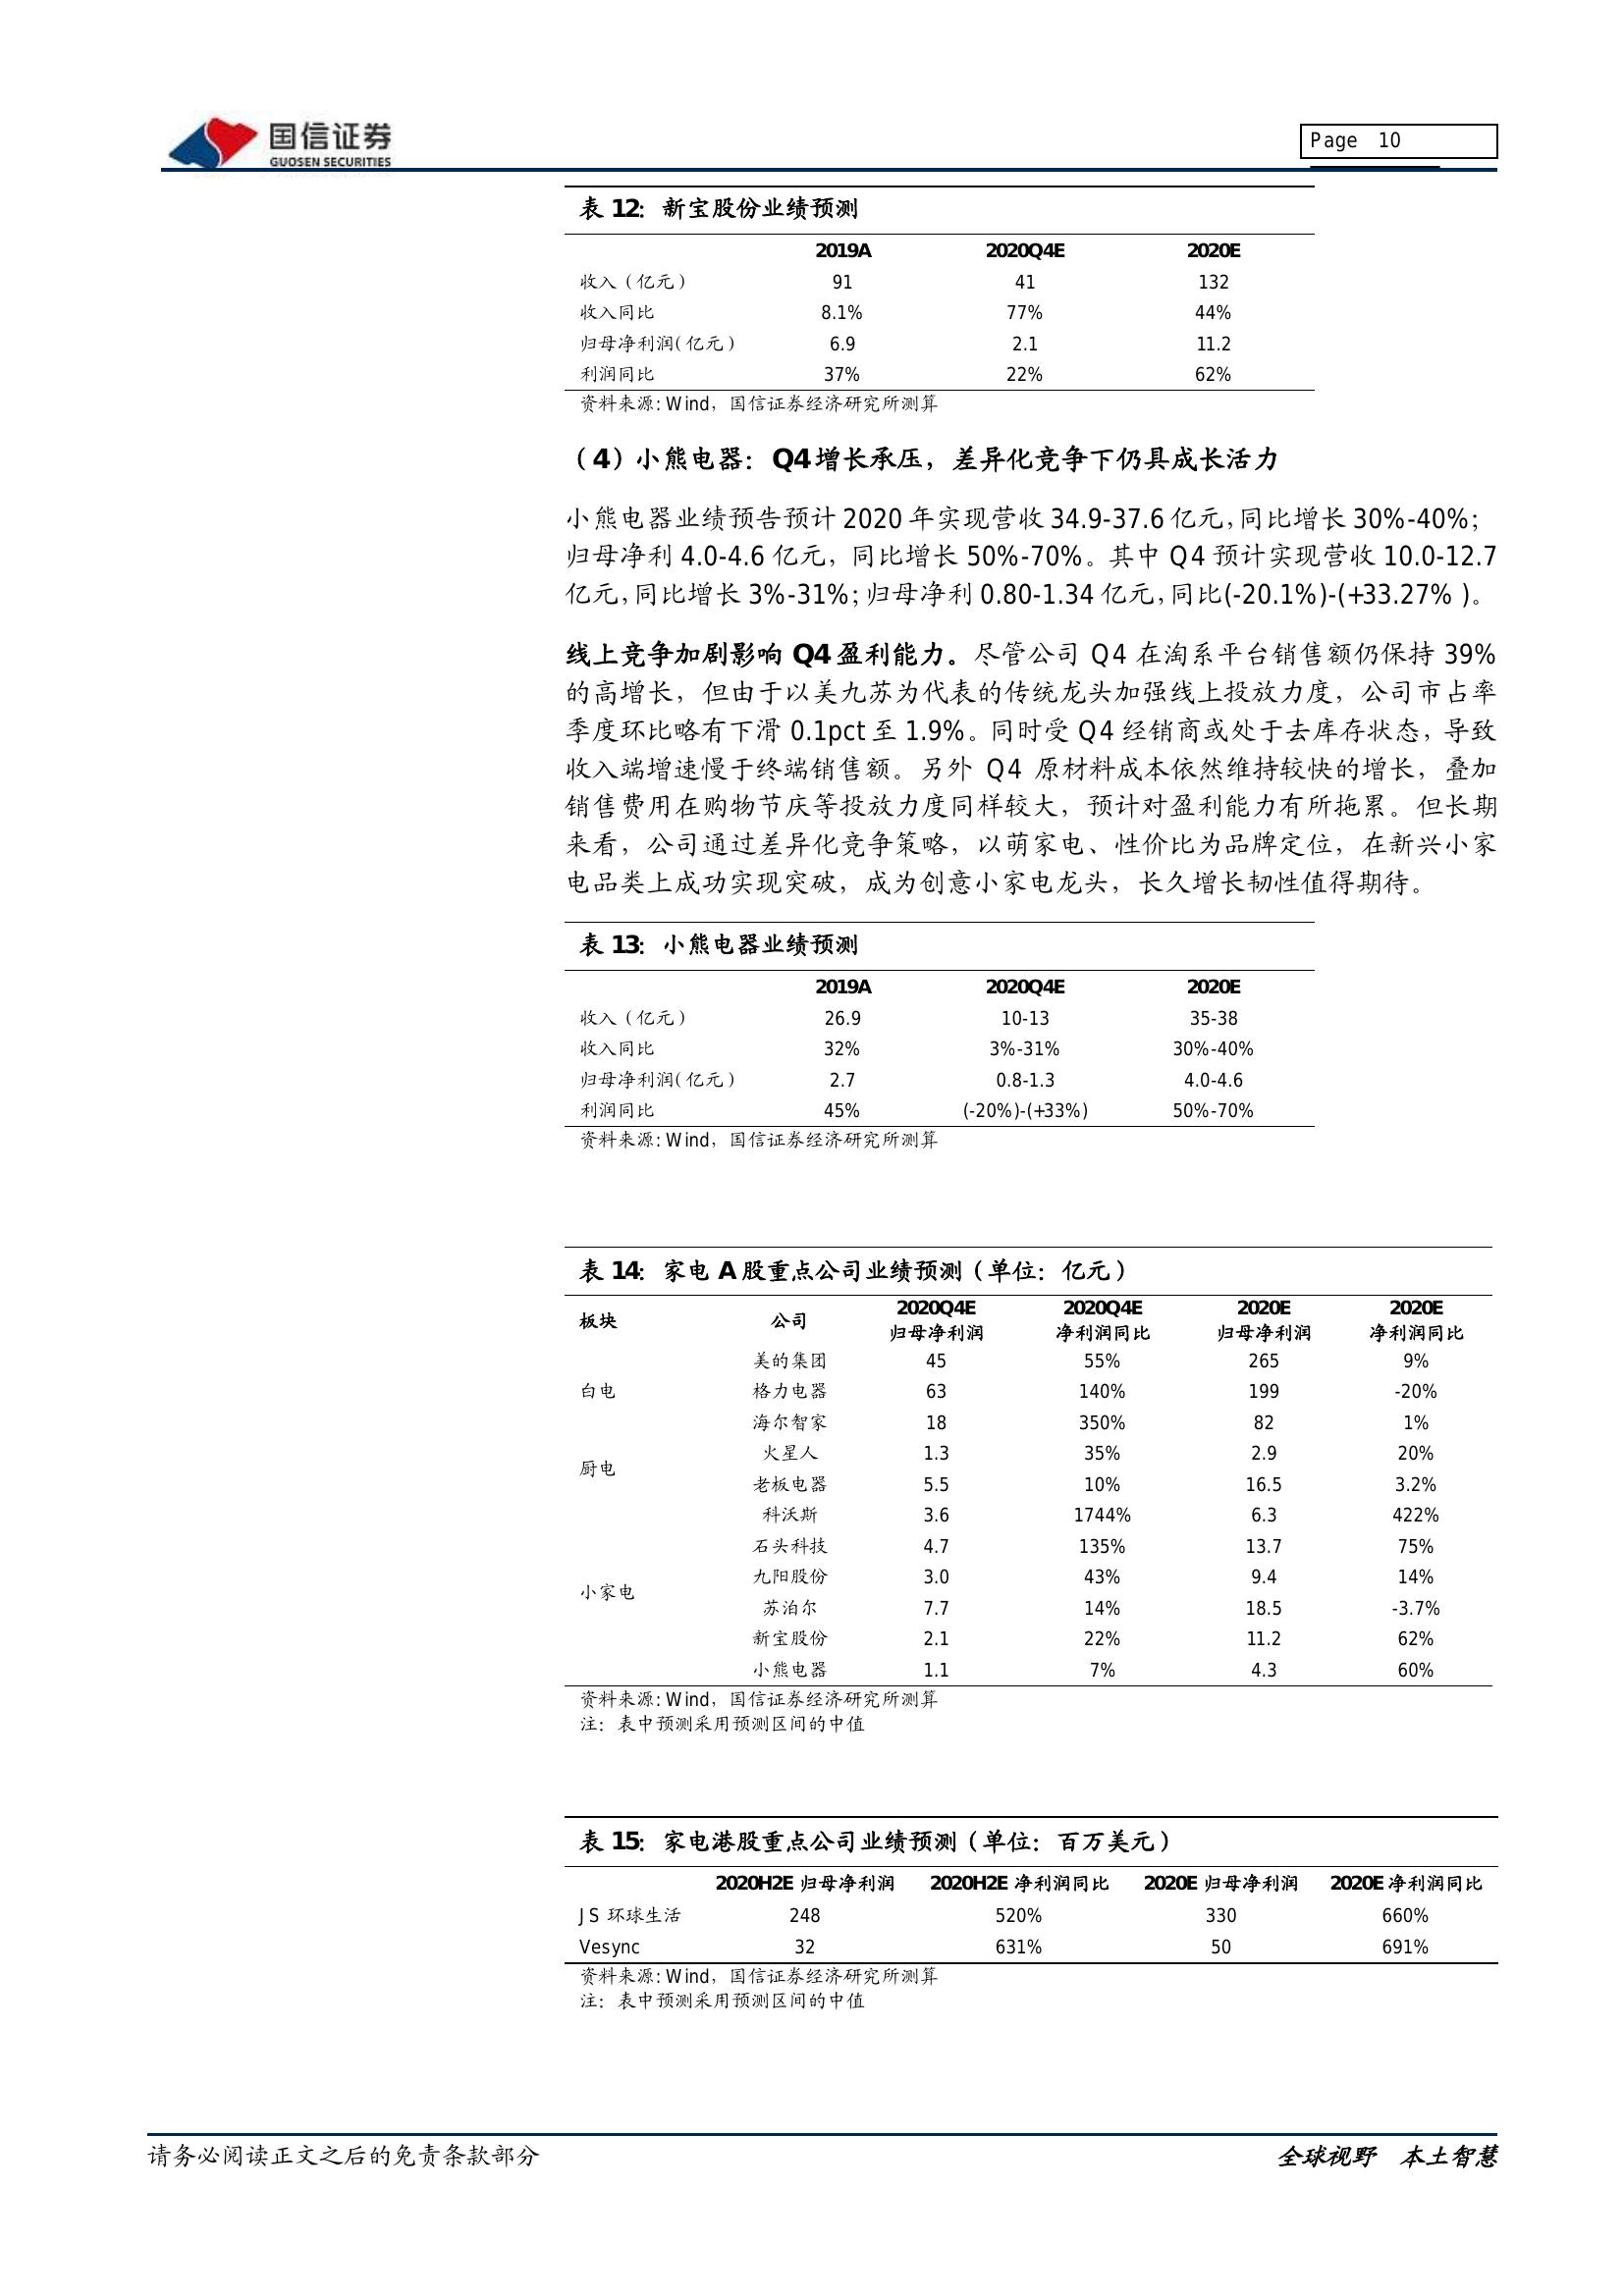 国信证券
GUOSEN SECURITIES
Page 10
表 12：新宝股份业绩预测
2019A 2020Q4E 2020E
收入（亿元） 91 41 132
收入同比 8.1% 77% 44%
归母净利润(亿元) 6.9 2.1 11.2
利润同比 37% 22% 62%
资料来源: Wind，国信证券经济研究所测算
（4）小熊电器：Q4 增长承压，差异化竞争下仍具成长活力
小熊电器业绩预告预计 2020 年实现营收 34.9-37.6 亿元，同比增长 30%-40%；
归母净利 4.0-4.6 亿元，同比增长 50%-70%。其中 Q4 预计实现营收 10.0-12.7
亿元，同比增长 3%-31%；归母净利 0.80-1.34 亿元，同比(-20.1%)-(+33.27% )。
线上竞争加剧影响 Q4 盈利能力。尽管公司 Q4 在淘系平台销售额仍保持 39%
的高增长，但由于以美九苏为代表的传统龙头加强线上投放力度，公司市占率
季度环比略有下滑 0.1pct 至 1.9%。同时受 Q4 经销商或处于去库存状态，导致
收入端增速慢于终端销售额。另外 Q4 原材料成本依然维持较快的增长，叠加
销售费用在购物节庆等投放力度同样较大，预计对盈利能力有所拖累。但长期
来看，公司通过差异化竞争策略，以萌家电、性价比为品牌定位，在新兴小家
电品类上成功实现突破，成为创意小家电龙头，长久增长韧性值得期待。
表 13：小熊电器业绩预测
2019A 2020Q4E 2020E
收入（亿元） 26.9 10-13 35-38
收入同比 32% 3%-31% 30%-40%
归母净利润(亿元) 2.7 0.8-1.3 4.0-4.6
利润同比 45% (-20%)-(+33%) 50%-70%
资料来源: Wind，国信证券经济研究所测算
表 14：家电 A 股重点公司业绩预测（单位：亿元）
板块 公司 2020Q4E 2020Q4E 2020E 2020E
归母净利润 净利润同比 归母净利润 净利润同比
美的集团 45 55% 265 9%
白电 格力电器 63 140% 199 -20%
海尔智家 18 350% 82 1%
厨电 火星人 1.3 35% 2.9 20%
老板电器 5.5 10% 16.5 3.2%
科沃斯 3.6 1744% 6.3 422%
石头科技 4.7 135% 13.7 75%
九阳股份 3.0 43% 9.4 14%
小家电 苏泊尔 7.7 14% 18.5 -3.7%
新宝股份 2.1 22% 11.2 62%
小熊电器 1.1 7% 4.3 60%
资料来源: Wind，国信证券经济研究所测算
注：表中预测采用预测区间的中值
表 15：家电港股重点公司业绩预测（单位：百万美元）
2020H2E 归母净利润 2020H2E 净利润同比 2020E 归母净利润 2020E 净利润同比
JS 环球生活 248 520% 330 660%
Vesync 32 631% 50 691%
资料来源: Wind，国信证券经济研究所测算
注：表中预测采用预测区间的中值
请务必阅读正文之后的免责条款部分
全球视野 本土智慧